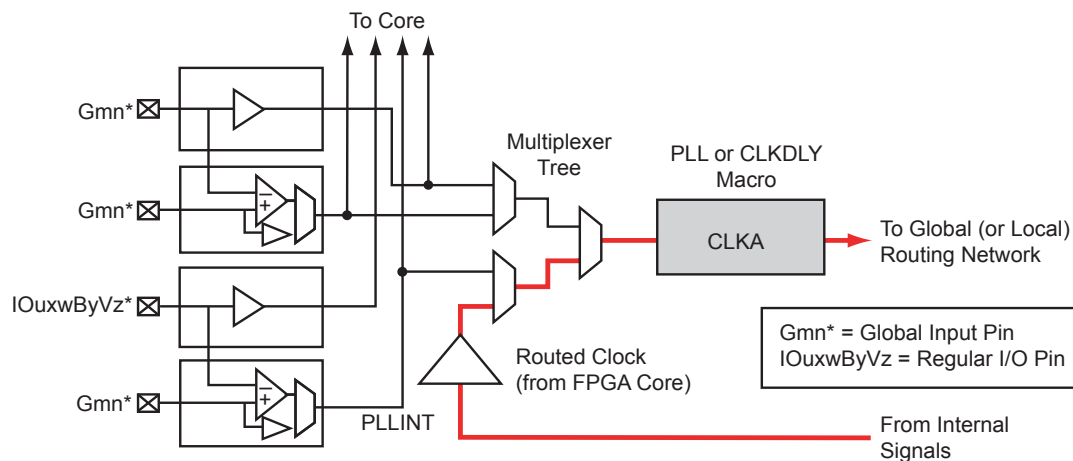 To Core
Gmn*
Gmn*
IOuxwByVz*
Gmn*
Multiplexer
Tree
PLL or CLKDLY
Macro
CLKA
To Global (or Local)
Routing Network
Gmn* = Global Input Pin
IOuxwByVz = Regular I/O Pin
Routed Clock
(from FPGA Core)
PLLINT
From Internal
Signals